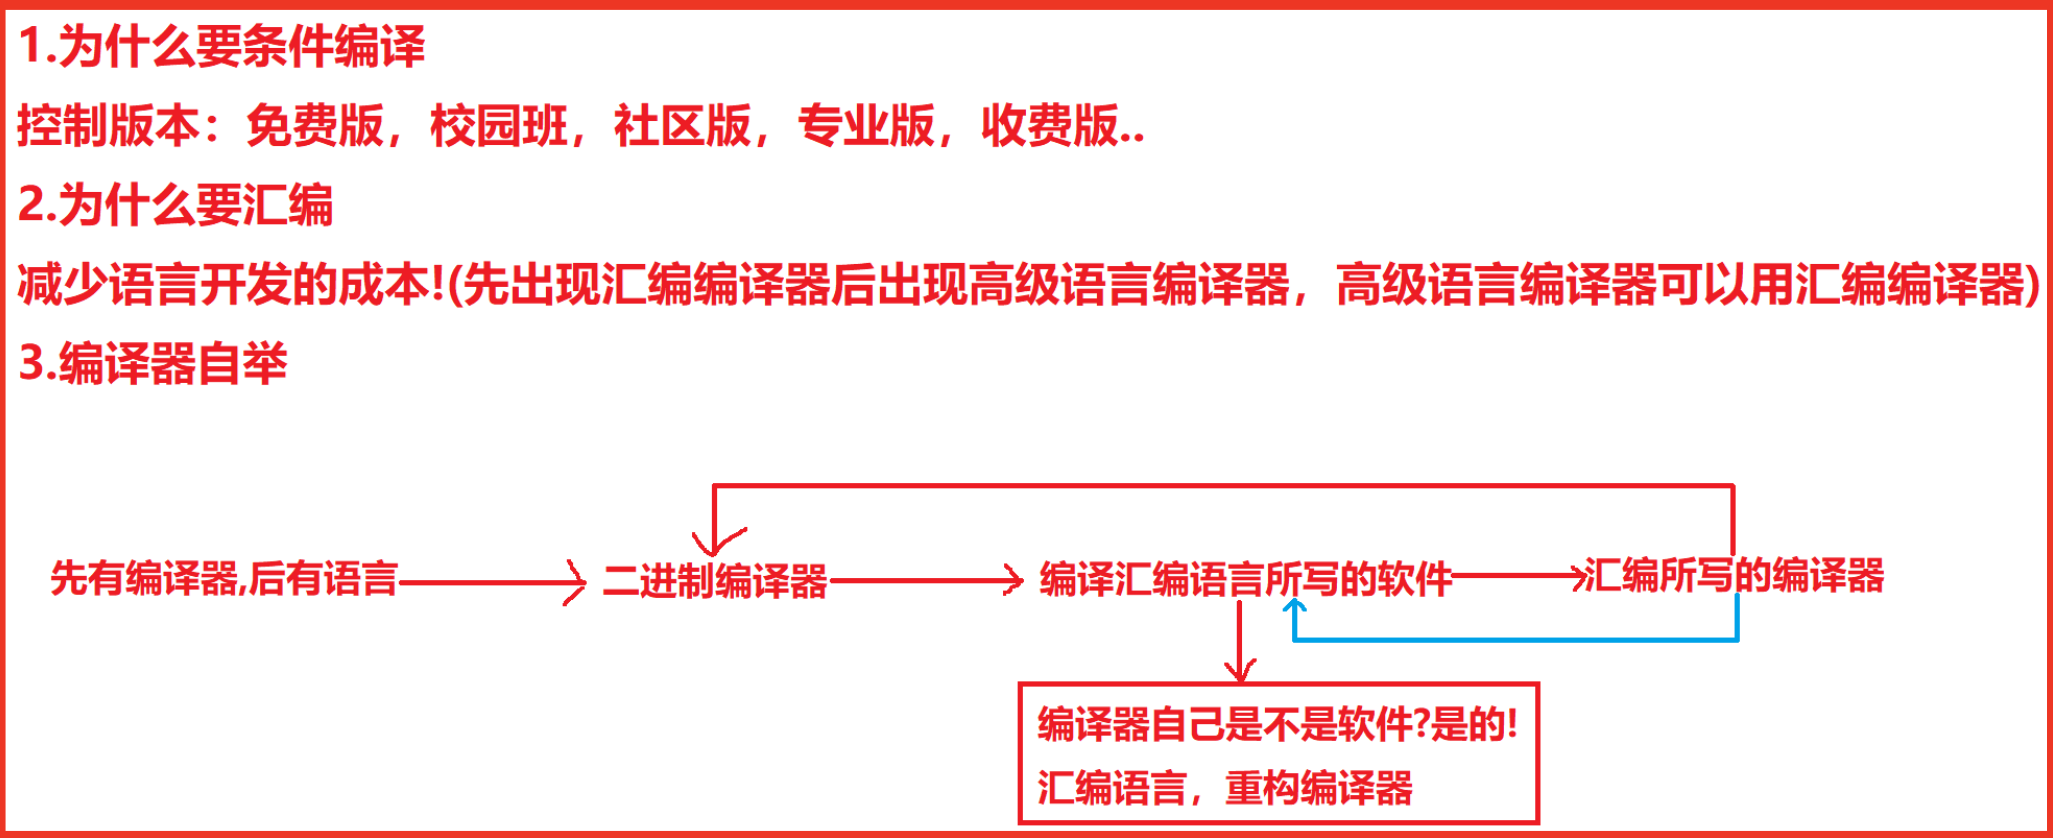 1.为什么要条件编译
控制版本：免费版，校园班，社区版，专业版，收费版..
2.为什么要汇编
减少语言开发的成本!(先出现汇编编译器后出现高级语言编译器，高级语言编译器可以用汇编编译器)
3.编译器自举
先有编译器,后有语言
二进制编译器
编译汇编语言所写的软件
汇编所写的编译器
编译器自己是不是软件?是的!
汇编语言，重构编译器